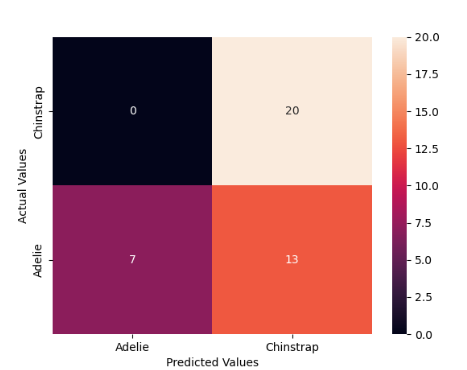 20.0
Chinstrap 0 20
17.5
15.0
12.5
Actual Values
10.0
7.5
Adelie 7 13
5.0
2.5
0.0
Adelie Chinstrap
Predicted Values